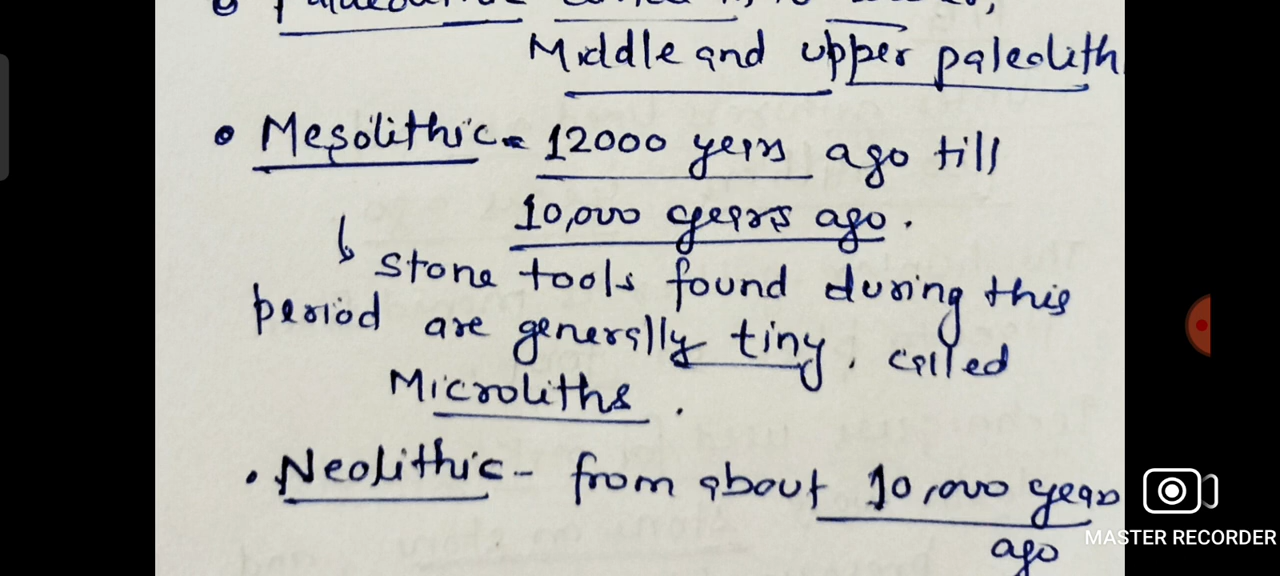 Middle and upper paleolith
• Mesolithic - 12000 years ago till
10,000 years ago.
↳ stone tools found during this
period are generally tiny, called
Microliths.
• Neolithic - from about 10,000 years
ago
MASTER RECORDER